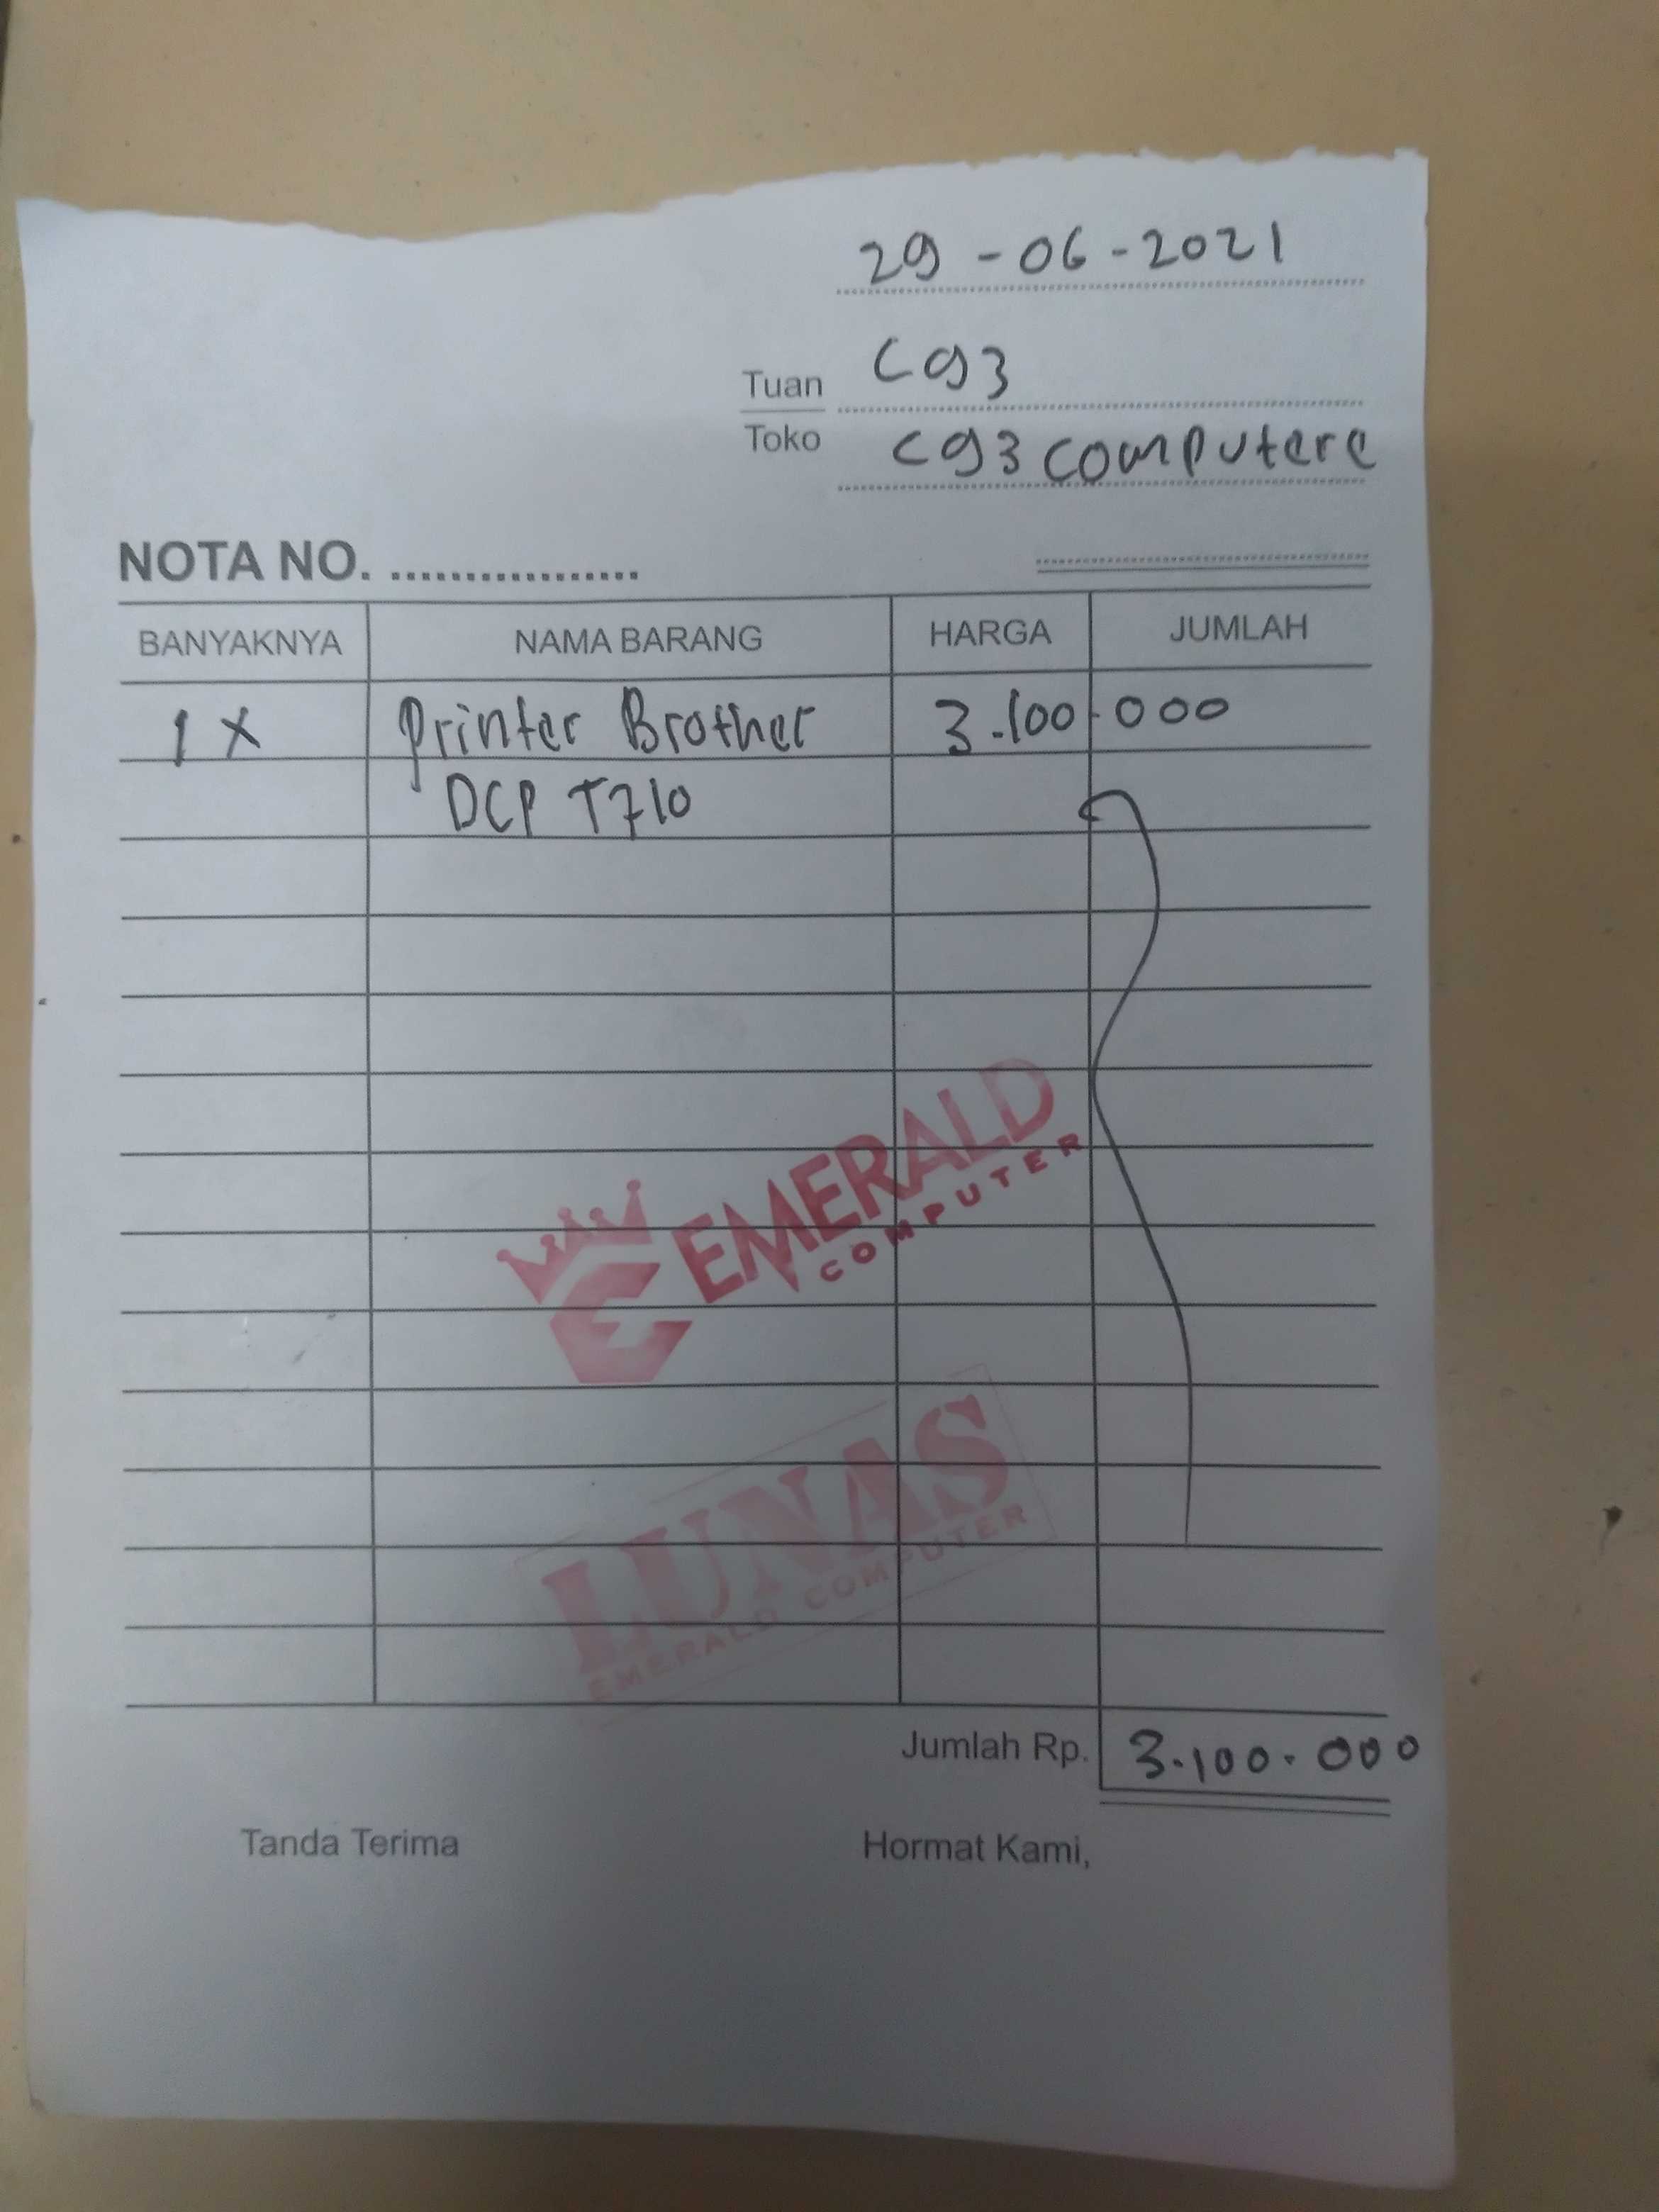 29-06-2021
Tuan cg3
Toko cg3 computere
NOTA NO. ..................
BANYAKNYA NAMA BARANG HARGA JUMLAH
1 x Printer Brother 3.100.000
DCP T710
EMERALD
COMPUTER
LUNAS
EMERALD COMPUTER
Jumlah Rp. 3.100.000
Tanda Terima Hormat Kami,